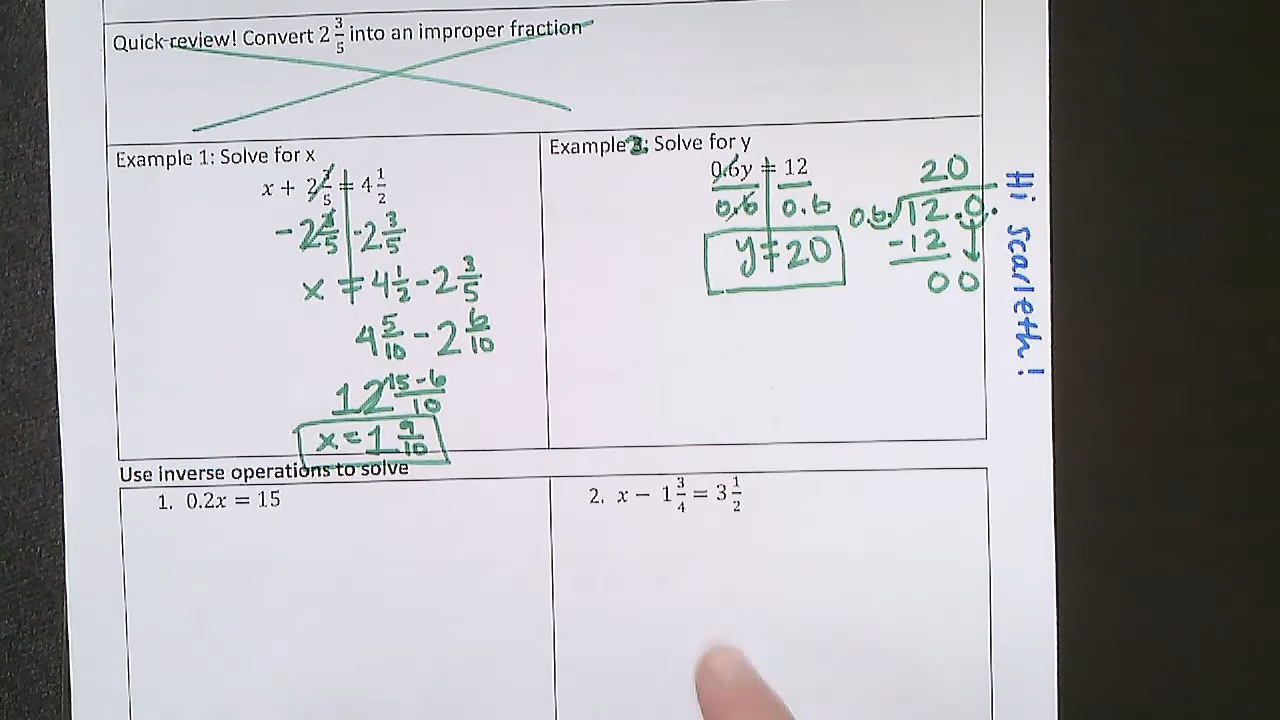 Quick review! Convert 2 3/5 into an improper fraction
Example 1: Solve for x
x + 2 3/5 = 4 1/2
-2 3/5 -2 3/5
x = 4 1/2 - 2 3/5
4 5/10 - 2 6/10
1 2 15-6/10
x = 1 9/10
Example 3: Solve for y
0.6y = 12
0.6 0.6
y = 20
20
0.6 12.0.
-12
00
Hi Scarleth!
Use inverse operations to solve
1. 0.2x = 15
2. x − 1 3/4 = 3 1/2